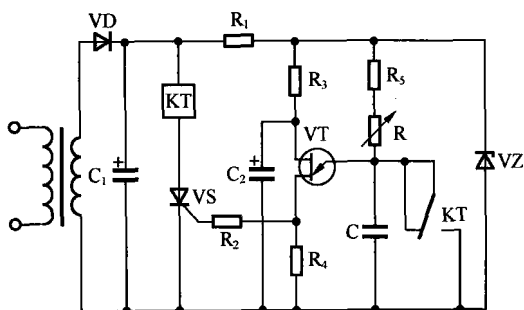 VD
R₁
R₃
R₅
KT
R
VT
VZ
C₁
+
C₂
+
VS
R₂
C
KT
R₄